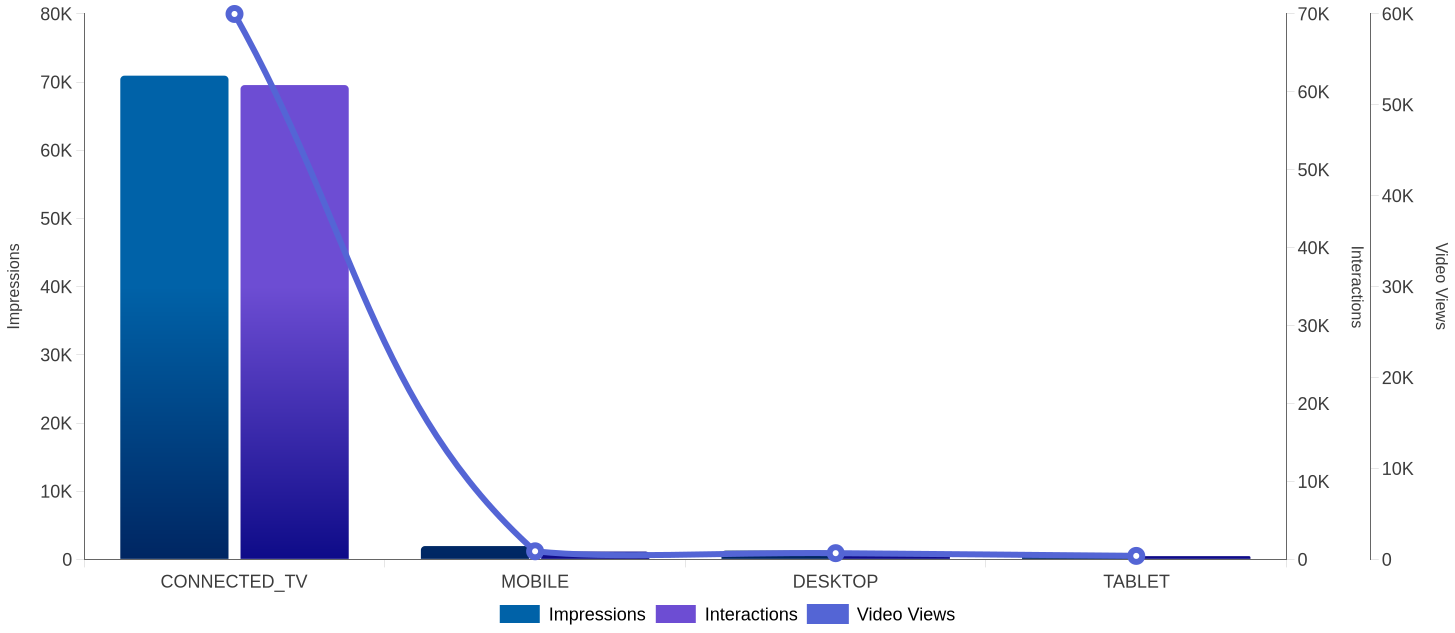 80K
70K
60K
50K
40K
30K
20K
10K
0
Impressions
70K
60K
50K
40K
30K
20K
10K
0
Interactions
60K
50K
40K
30K
20K
10K
0
Video Views
CONNECTED_TV MOBILE DESKTOP TABLET
Impressions Interactions Video Views